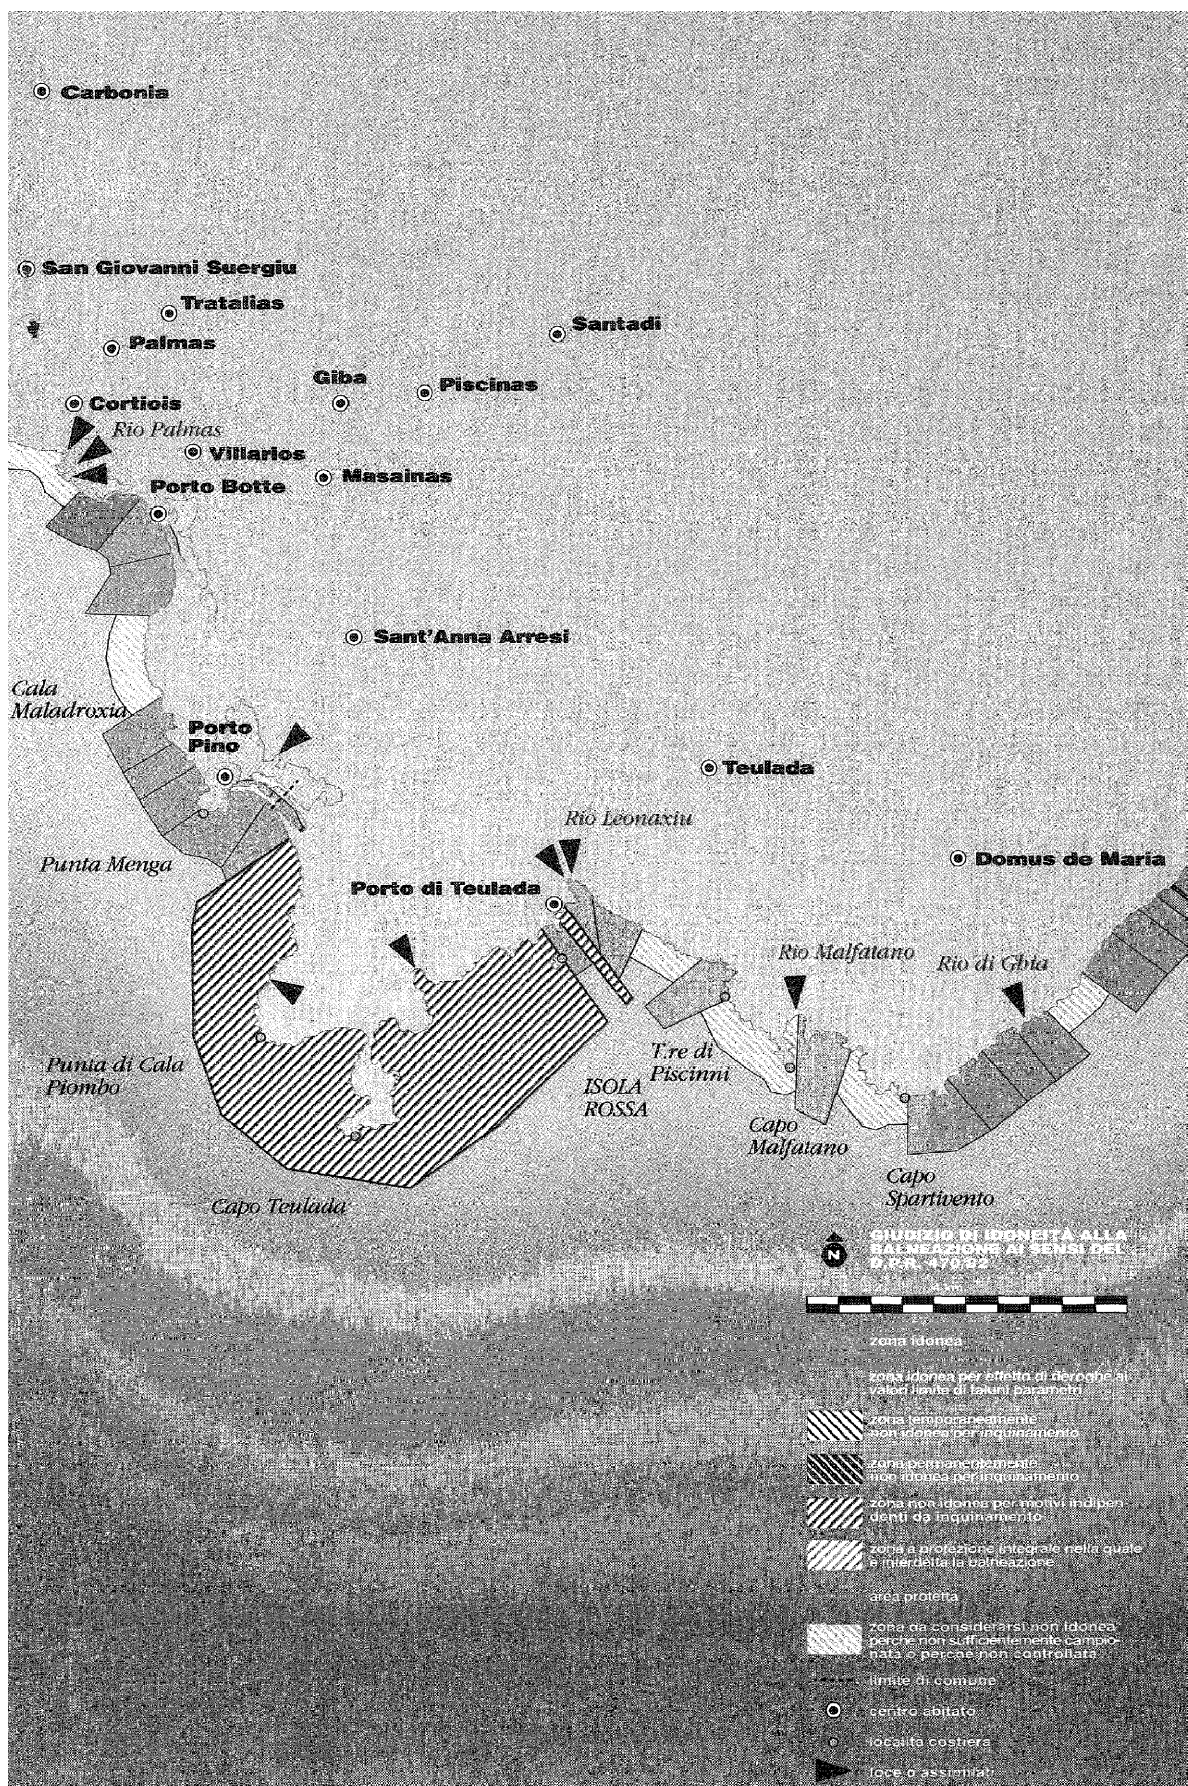 Carbonia
San Giovanni Suergiu
Tratalias
Santadi
Palmas
Giba
Piscinas
Cortiois
Rio Palmas
Villarios
Masainas
Porto Botte
Sant'Anna Arresi
Cala
Maladroxia
Porto
Pino
Teulada
Rio Leonaxiu
Punta Menga
Domus de Maria
Porto di Teulada
Rio Malfatano
Rio di Chia
T.re di
Piscinni
Punta di Cala
Piombo
ISOLA
ROSSA
Capo
Malfatano
Capo
Spartivento
Capo Teulada
N
GIUDIZIO DI IDONEITÀ ALLA
BALNEAZIONE AI SENSI DEL
D.P.R. 470/82
zona idonea
zona idonea per effetto di deroghe ai
valori limite di taluni parametri
zona temporaneamente
non idonea per inquinamento
zona permanentemente
non idonea per inquinamento
zona non idonea per motivi indipen
denti da inquinamento
zona a protezione integrale nella quale
è interdetta la balneazione
area protetta
zona da considerarsi non idonea
perché non sufficientemente campio-
nata o perché non controllata
limite di comune
centro abitato
località costiera
foce o assimilati